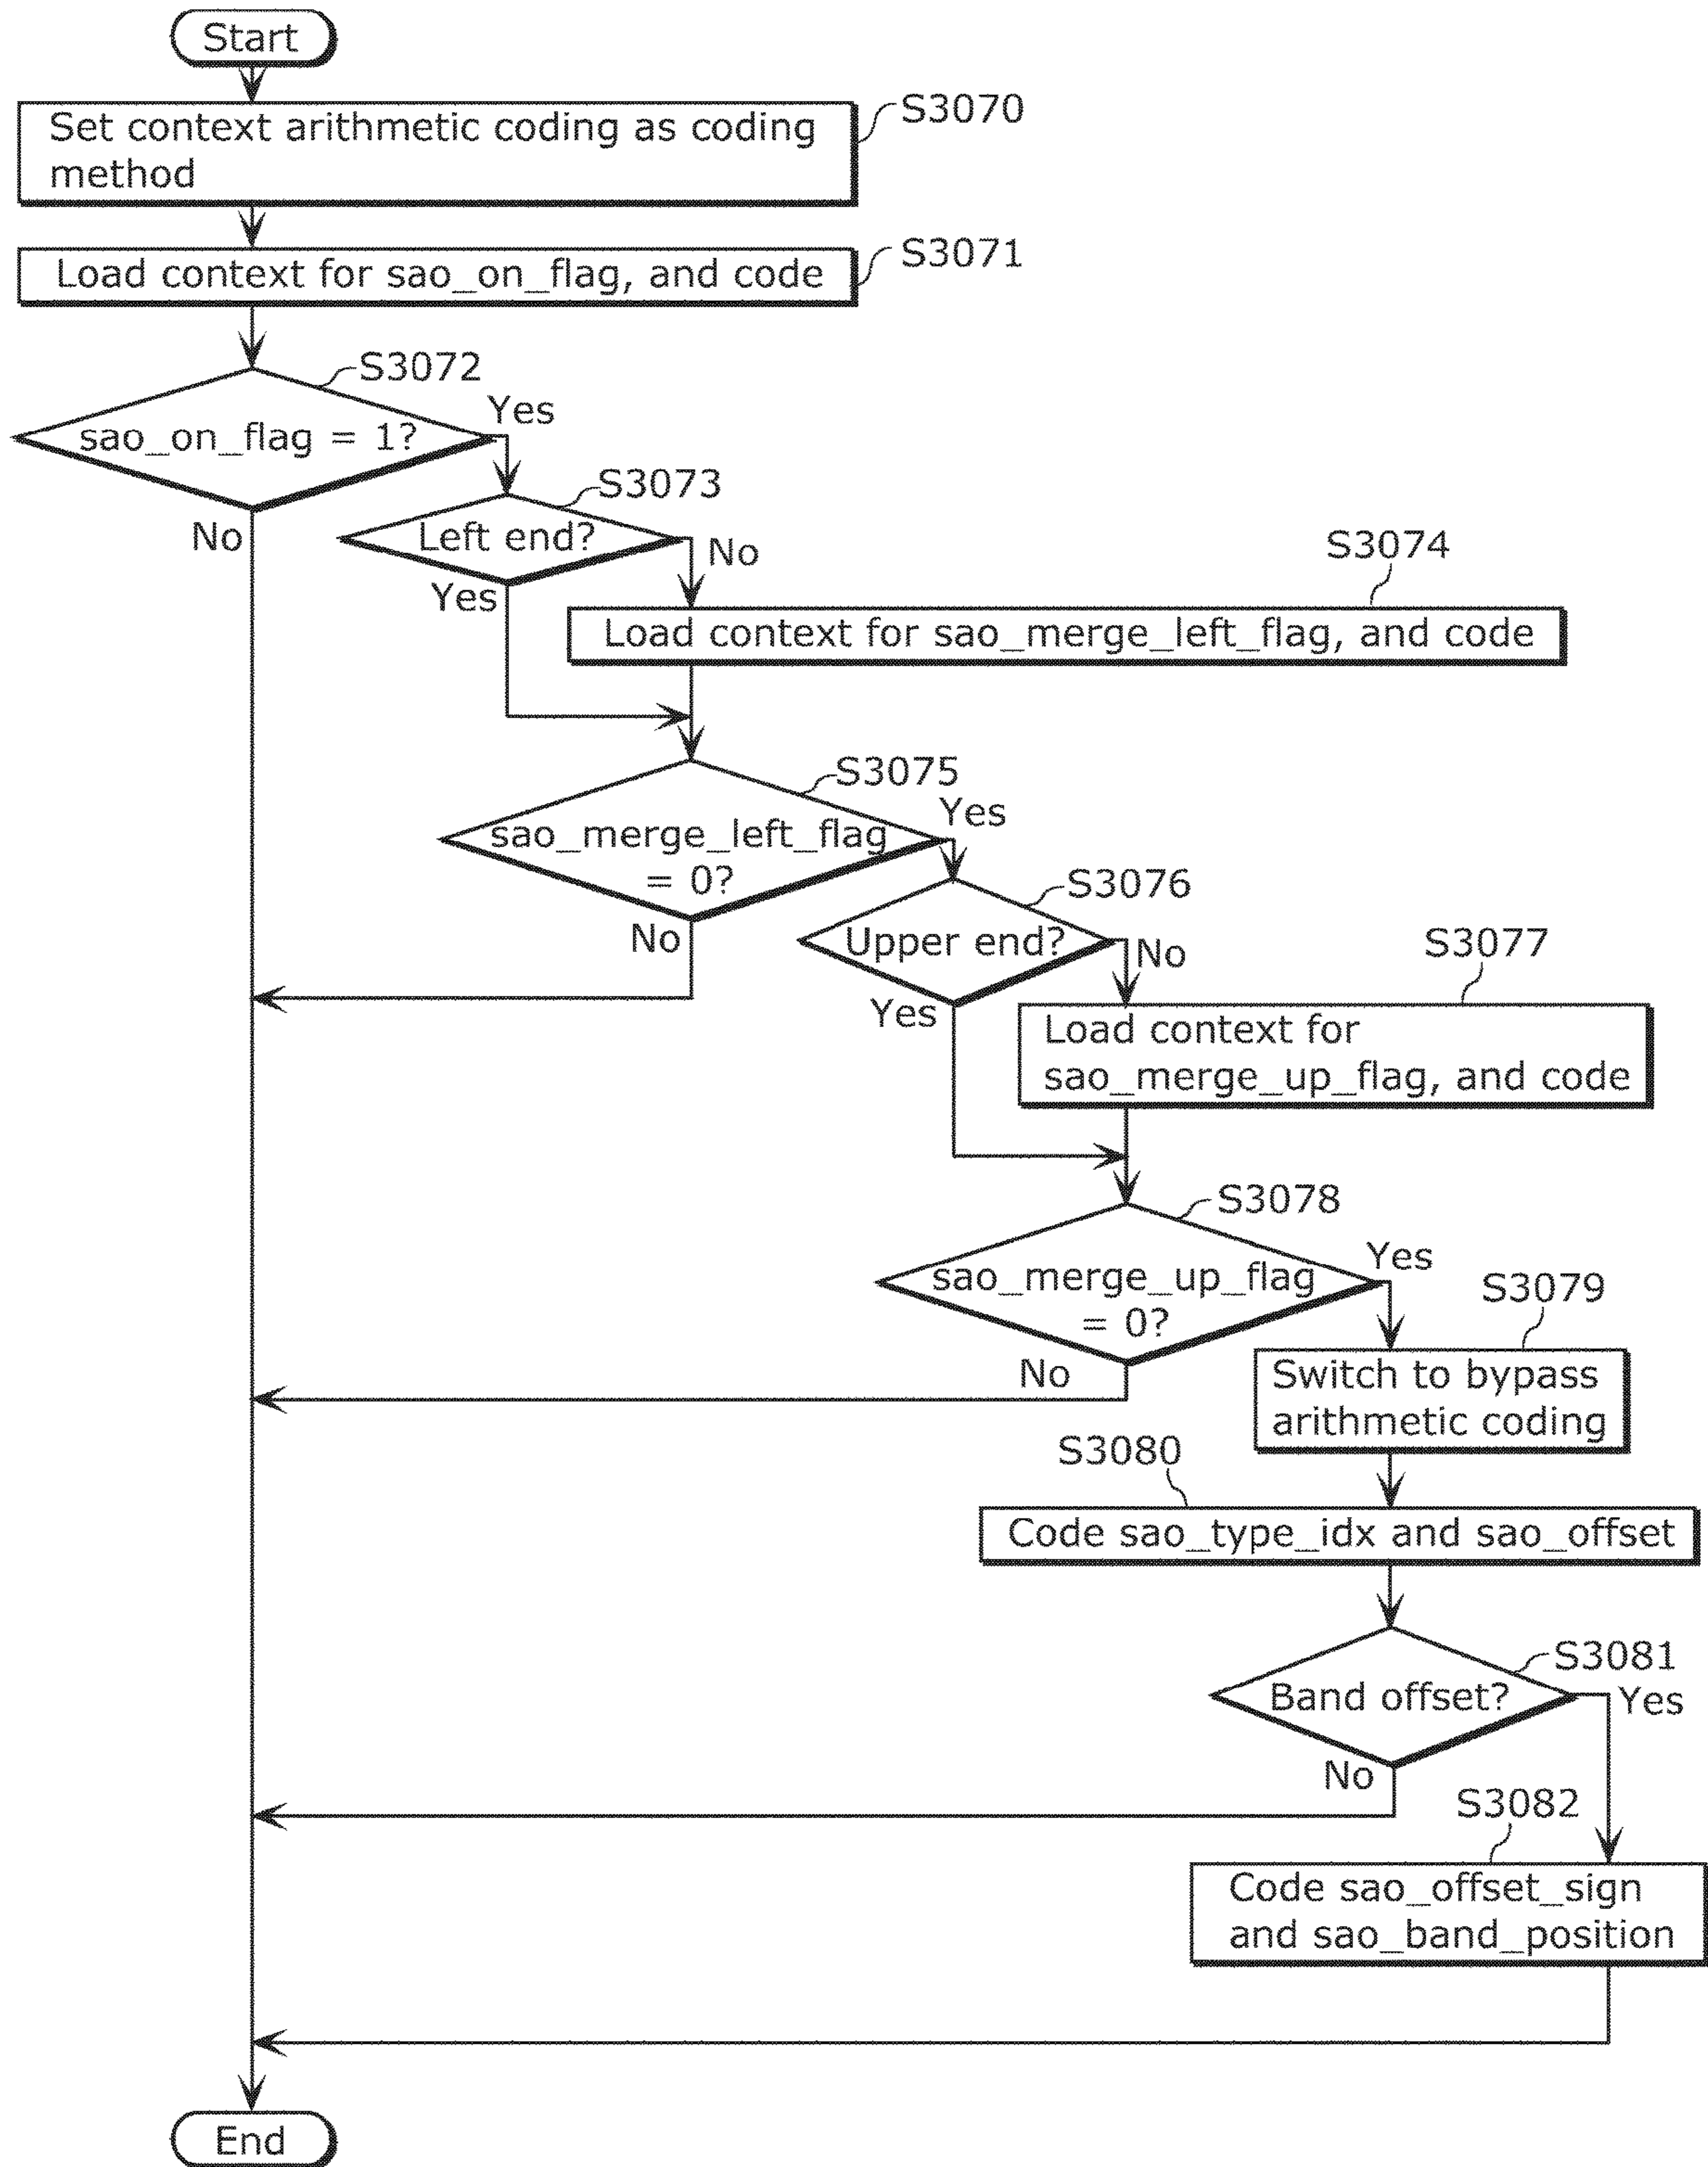 Start
S3070
Set context arithmetic coding as coding
method
S3071
Load context for sao_on_flag, and code
S3072
Yes
sao_on_flag = 1?
No
S3073
Left end?
No
Yes
S3074
Load context for sao_merge_left_flag, and code
S3075
Yes
sao_merge_left_flag
= 0?
No
S3076
Upper end?
No
Yes
S3077
Load context for
sao_merge_up_flag, and code
S3078
Yes
sao_merge_up_flag
= 0?
No
S3079
Switch to bypass
arithmetic coding
S3080
Code sao_type_idx and sao_offset
S3081
Band offset?
Yes
No
S3082
Code sao_offset_sign
and sao_band_position
End